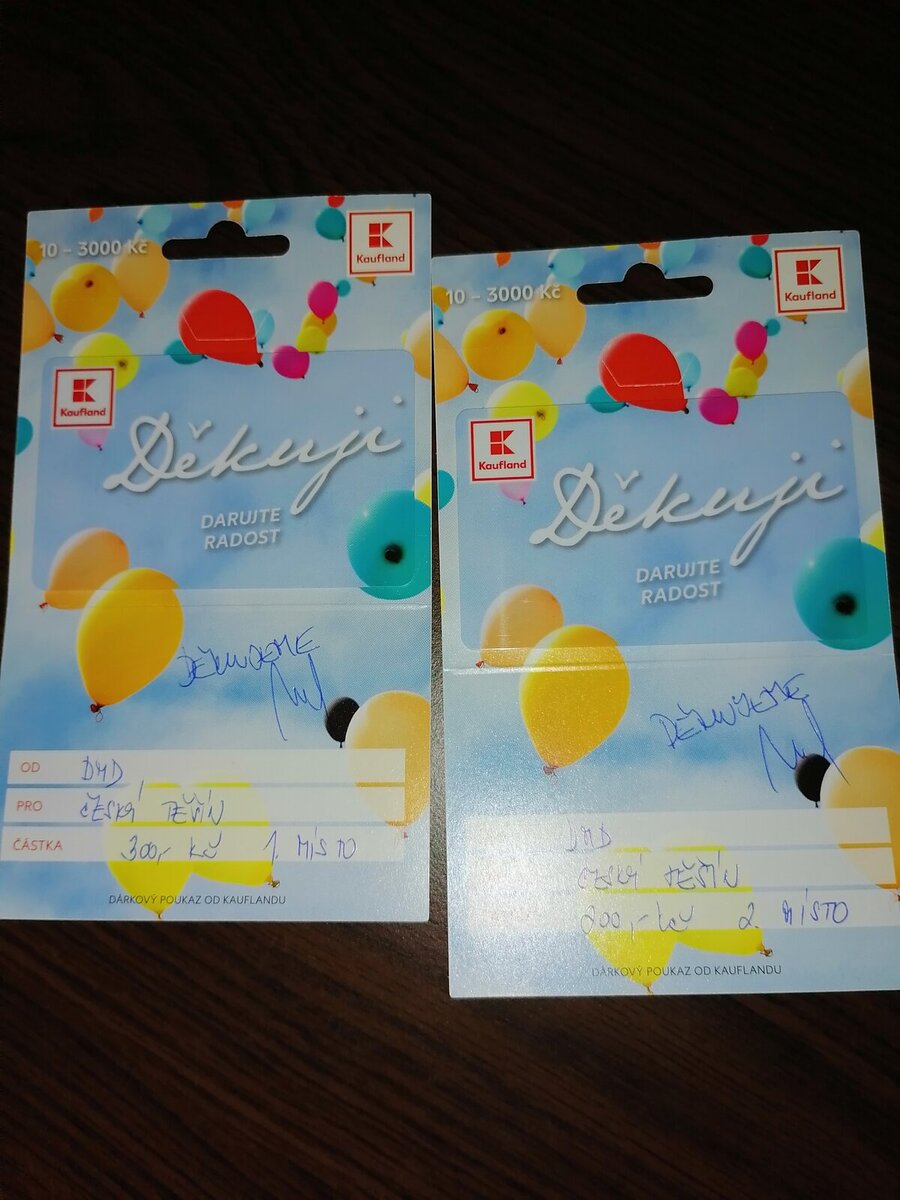 10 – 3000 Kč
Kaufland
Kaufland
Děkuji
DARUJTE
RADOST
DĚKUJEME
OD DMD
PRO ČESKÝ TĚŠÍN
ČÁSTKA 300,- Kč 1. MÍSTO
DÁRKOVÝ POUKAZ OD KAUFLANDU
10 – 3000 Kč
Kaufland
Kaufland
Děkuji
DARUJTE
RADOST
DĚKUJEME
DMD
ČESKÝ TĚŠÍN
200,- Kč 2. MÍSTO
DÁRKOVÝ POUKAZ OD KAUFLANDU